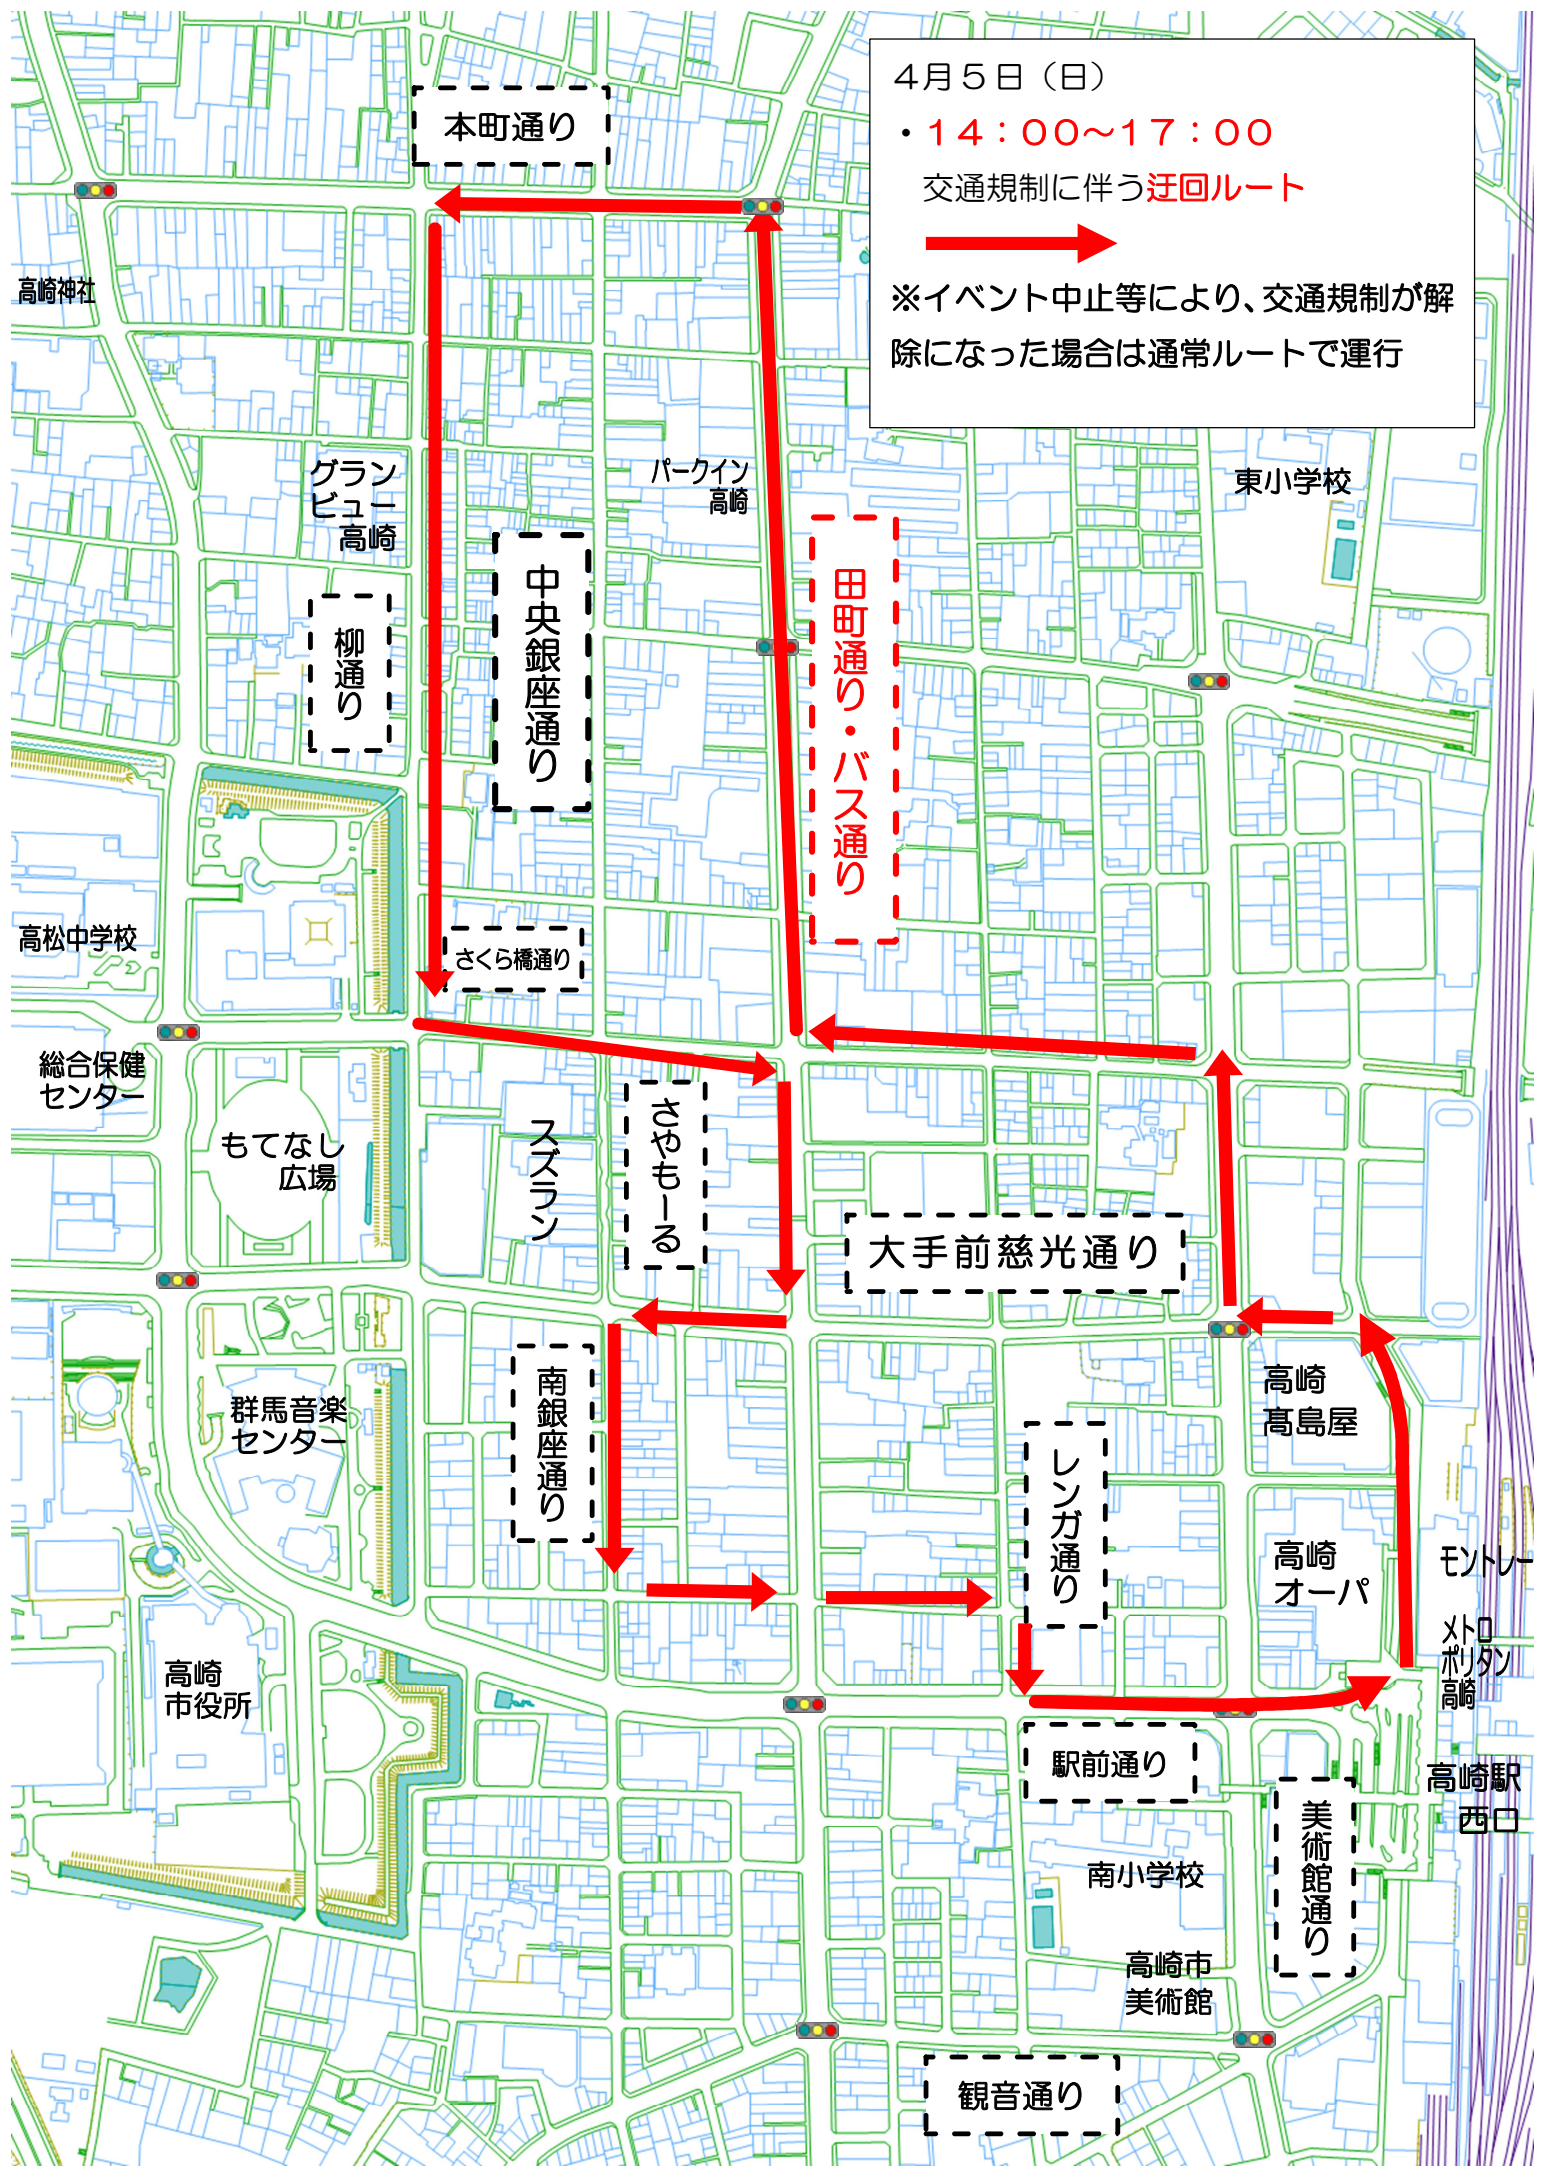 ４月５日（日）
・１４：００～１７：００
交通規制に伴う迂回ルート
※イベント中止等により、交通規制が解
除になった場合は通常ルートで運行
本町通り
高崎神社
グラン
ビュー
高崎
パークイン
高崎
東小学校
中央銀座通り
田町通り・バス通り
柳通り
高松中学校
さくら橋通り
総合保健
センター
もてなし
広場
スズラン
さやもーる
大手前慈光通り
群馬音楽
センター
南銀座通り
高崎
髙島屋
レンガ通り
高崎
オーパ
モントレー
メトロ
ポリタン
高崎
高崎
市役所
駅前通り
高崎駅
西口
美術館通り
南小学校
高崎市
美術館
観音通り